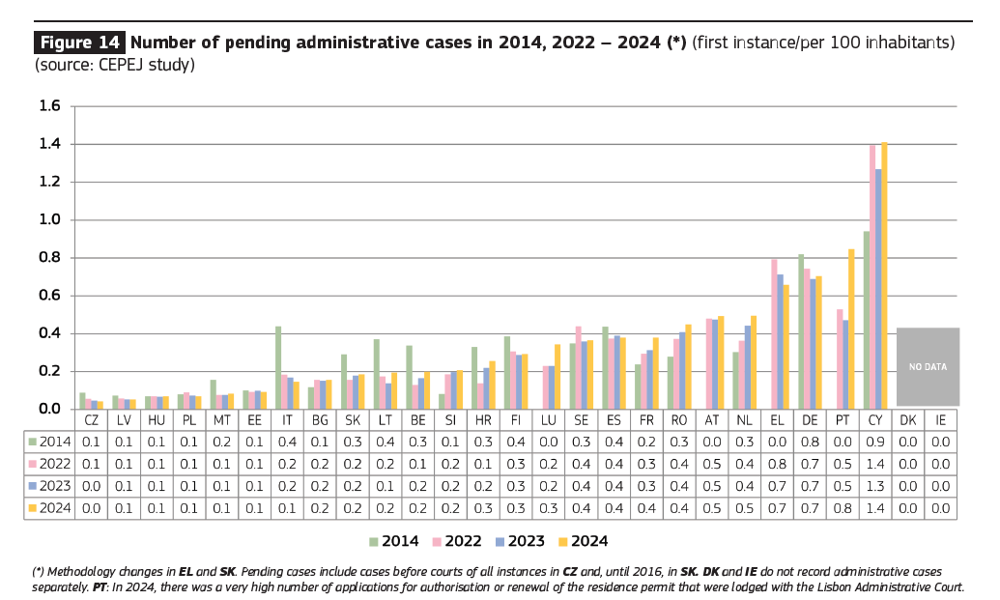 Figure 14 Number of pending administrative cases in 2014, 2022 – 2024 (*) (first instance/per 100 inhabitants)
(source: CEPEJ study)
1.6
1.4
1.2
1.0
0.8
0.6
0.4
0.2
0.0
NO DATA
CZ LV HU PL MT EE IT BG SK LT BE SI HR FI LU SE ES FR RO AT NL EL DE PT CY DK IE
2014 0.1 0.1 0.1 0.1 0.2 0.1 0.4 0.1 0.3 0.4 0.3 0.1 0.3 0.4 0.0 0.3 0.4 0.2 0.3 0.0 0.3 0.0 0.8 0.0 0.9 0.0 0.0
2022 0.1 0.1 0.1 0.1 0.1 0.1 0.2 0.2 0.2 0.2 0.1 0.2 0.1 0.3 0.2 0.4 0.4 0.3 0.4 0.5 0.4 0.8 0.7 0.5 1.4 0.0 0.0
2023 0.0 0.1 0.1 0.1 0.1 0.1 0.2 0.2 0.2 0.1 0.2 0.2 0.2 0.3 0.2 0.4 0.4 0.3 0.4 0.5 0.4 0.7 0.7 0.5 1.3 0.0 0.0
2024 0.0 0.1 0.1 0.1 0.1 0.1 0.1 0.2 0.2 0.2 0.2 0.2 0.3 0.3 0.3 0.4 0.4 0.4 0.4 0.5 0.5 0.7 0.7 0.8 1.4 0.0 0.0
2014 2022 2023 2024
(*) Methodology changes in EL and SK. Pending cases include cases before courts of all instances in CZ and, until 2016, in SK. DK and IE do not record administrative cases
separately. PT: In 2024, there was a very high number of applications for authorisation or renewal of the residence permit that were lodged with the Lisbon Administrative Court.